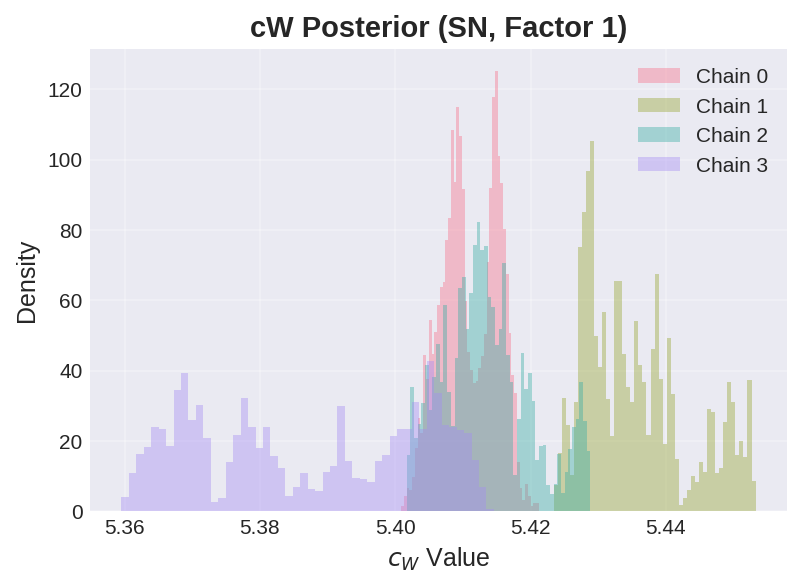 cW Posterior (SN, Factor 1)
Chain 0
Chain 1
Chain 2
Chain 3
120
100
80
60
40
20
0
Density
5.36 5.38 5.40 5.42 5.44
c_W Value